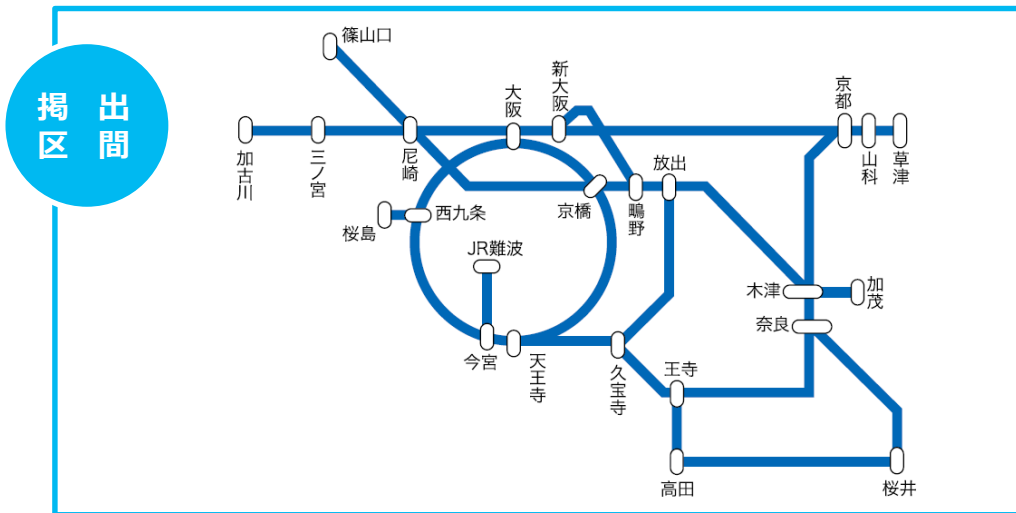 掲出
区間
篠山口
加古川
三ノ宮
尼崎
大阪
新大阪
京都
山科
草津
桜島
西九条
京橋
鴫野
放出
JR難波
今宮
天王寺
久宝寺
木津
加茂
奈良
王寺
高田
桜井